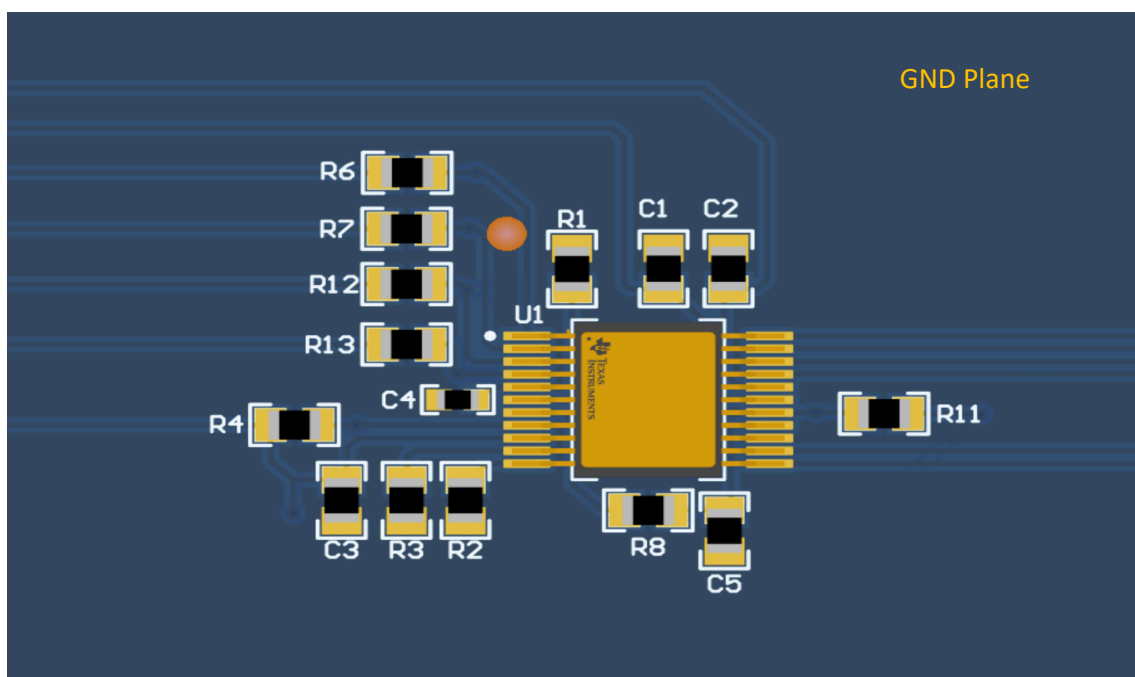 GND Plane
R6
R7
R1
C1
C2
R12
U1
R13
TEXAS
INSTRUMENTS
C4
R4
R11
C3
R3
R2
R8
C5